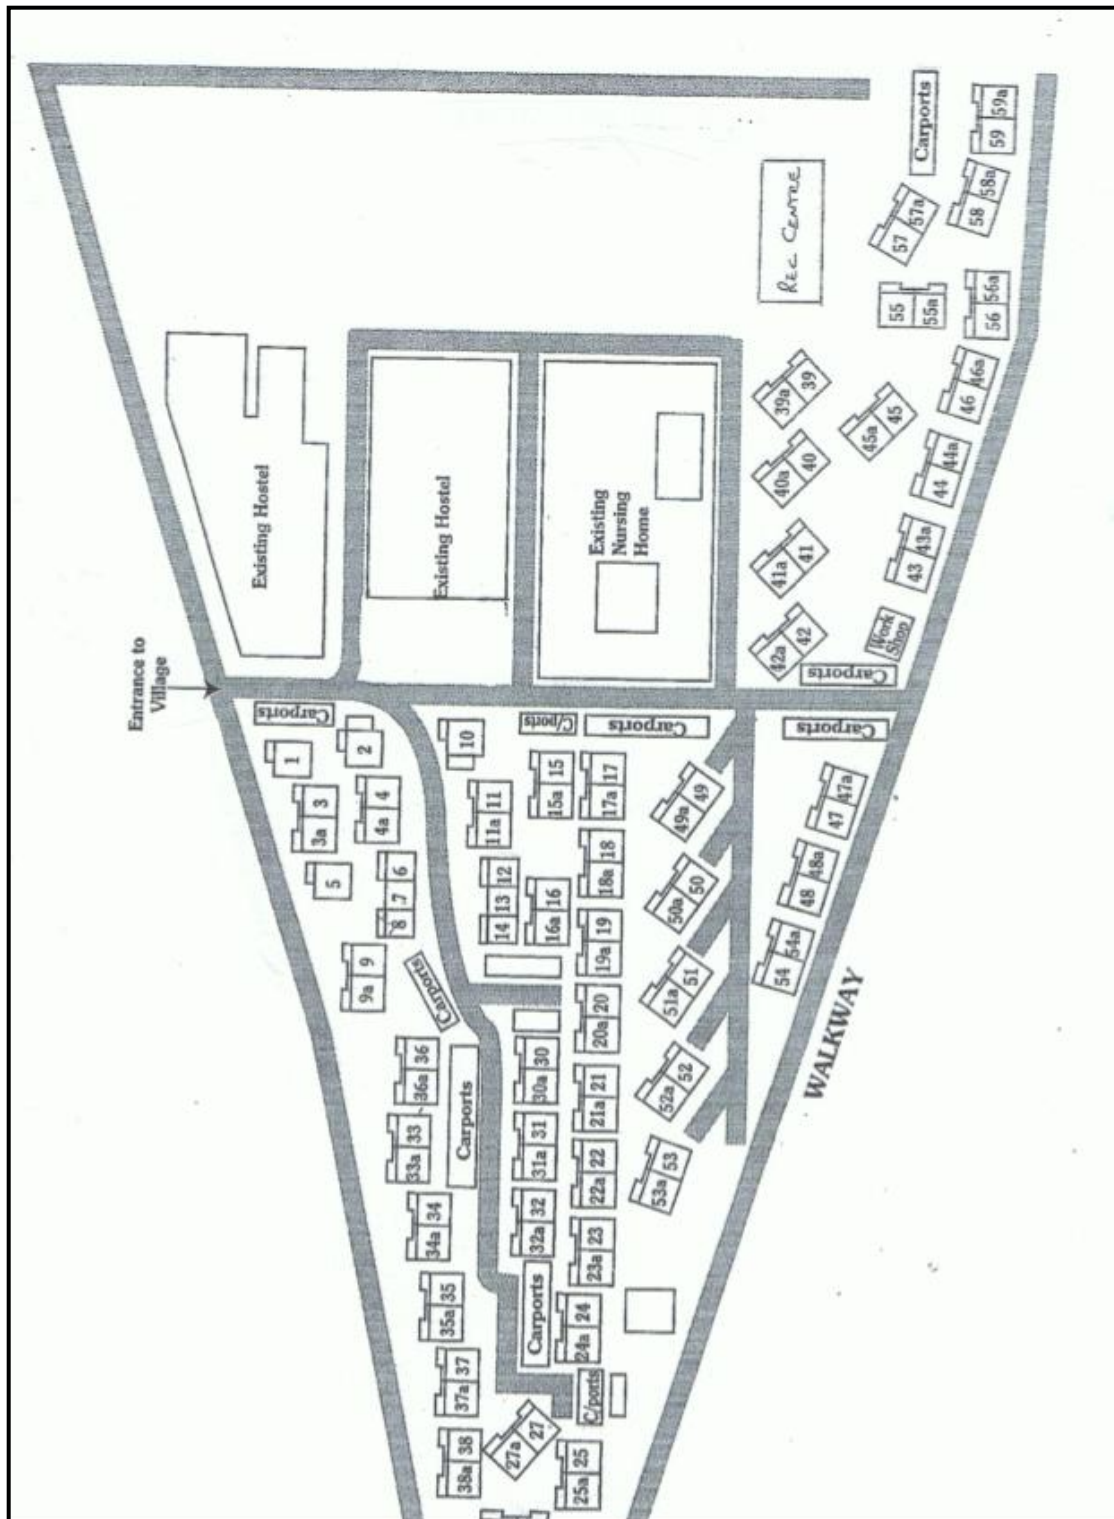 Carports
59 59a
58 58a
57 57a
REC CENTRE
55
55a
56 56a
46 46a
39a 39
45a 45
44 44a
40a 40
Existing Hostel
Existing Hostel
Existing
Nursing
Home
41a 41
43 43a
42a 42
Work
Shop
Carports
Entrance to
Village
Carports
C/ports
Carports
Carports
1
2
10
3a 3
4a 4
11a 11
15a 15
17a 17
49a 49
47 47a
5
8 7 6
14 13 12
16a 16
18a 18
50a 50
48 48a
9a 9
19a 19
51a 51
54 54a
Carports
WALKWAY
20a 20
36a 36
Carports
30a 30
21a 21
52a 52
33a 33
31a 31
22a 22
53a 53
34a 34
32a 32
23a 23
35a 35
Carports
24a 24
37a 37
C/ports
27a 27
38a 38
25a 25